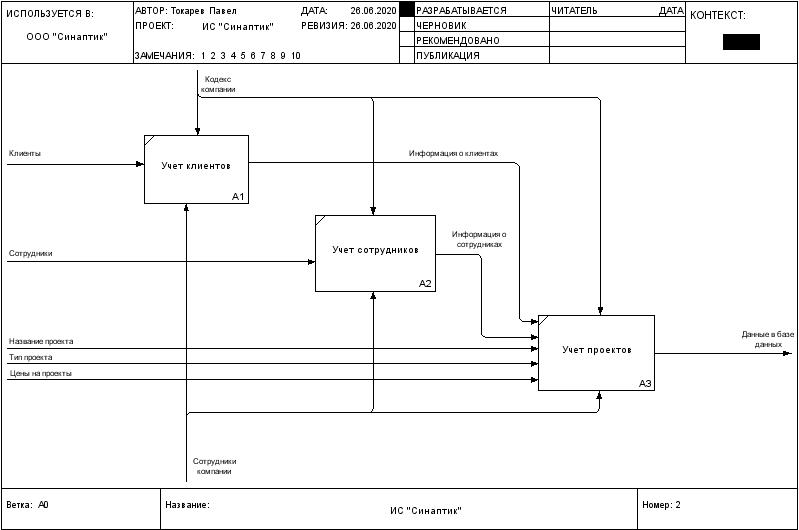 ИСПОЛЬЗУЕТСЯ В:
ООО "Синаптик"
АВТОР: Токарев Павел
ДАТА: 26.06.2020
ПРОЕКТ: ИС "Синаптик"
РЕВИЗИЯ: 26.06.2020
ЗАМЕЧАНИЯ: 1 2 3 4 5 6 7 8 9 10
РАЗРАБАТЫВАЕТСЯ
ЧЕРНОВИК
РЕКОМЕНДОВАНО
ПУБЛИКАЦИЯ
ЧИТАТЕЛЬ
ДАТА
КОНТЕКСТ:
Кодекс
компании
Клиенты
Учет клиентов
A1
Информация о клиентах
Сотрудники
Учет сотрудников
A2
Информация о
сотрудниках
Название проекта
Тип проекта
Цены на проекты
Учет проектов
A3
Данные в базе
данных
Сотрудники
компании
Ветка: A0
Название:
ИС "Синаптик"
Номер: 2